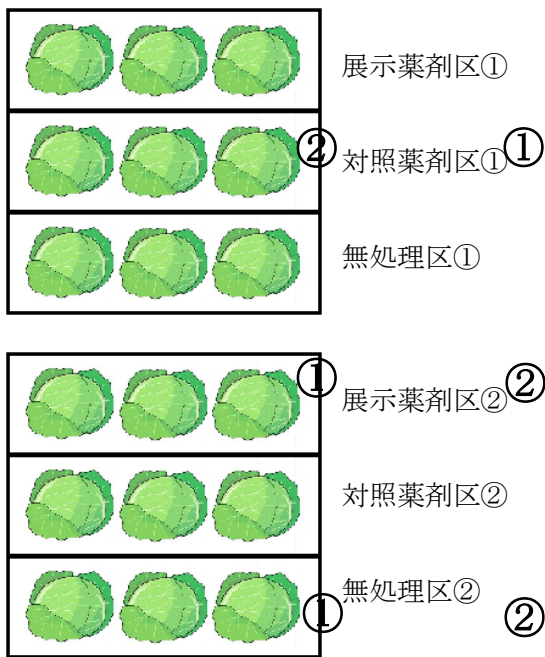 展示薬剤区①
② 対照薬剤区① ①
無処理区①
① 展示薬剤区② ②
対照薬剤区②
① 無処理区② ②